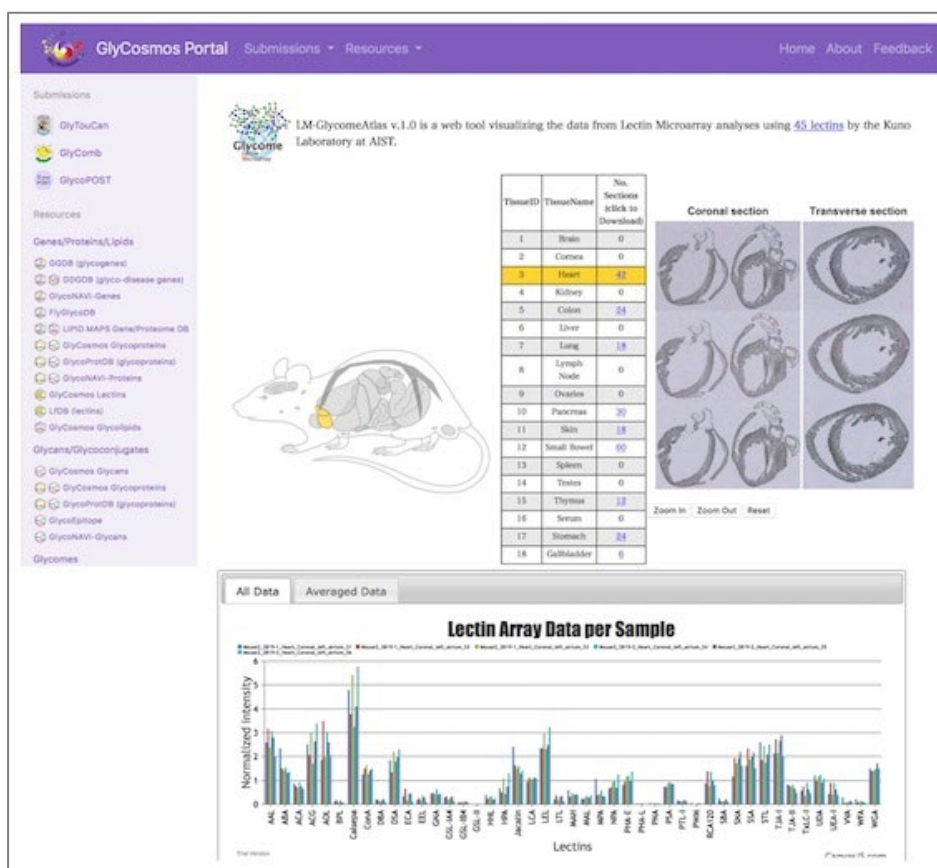 GlyCosmos Portal Submissions Resources Home About Feedback
Submissions
GlyTouCan
GlyComb
GlycoPOST
Resources
Genes/Proteins/Lipids
GGDB (glycogenes)
GDGDB (glyco-disease genes)
GlycoNAVI-Genes
FlyGlycoDB
LIPID MAPS Gene/Proteome DB
GlyCosmos Glycoproteins
GlycoProtDB (glycoproteins)
GlycoNAVI-Proteins
GlyCosmos Lectins
LfDB (lectins)
GlyCosmos Glycolipids
Glycans/Glycoconjugates
GlyCosmos Glycans
GlyCosmos Glycoproteins
GlycoProtDB (glycoproteins)
GlycoEpitope
GlycoNAVI-Glycans
Glycomes
Glycome
LM-GlycomeAtlas v.1.0 is a web tool visualizing the data from Lectin Microarray analyses using 45 lectins by the Kuno
Laboratory at AIST.
TissueID TissueName No. Sections (click to Download)
1 Brain 0
2 Cornea 0
3 Heart 42
4 Kidney 0
5 Colon 24
6 Liver 0
7 Lung 18
8 Lymph Node 0
9 Ovaries 0
10 Pancreas 30
11 Skin 18
12 Small Bowel 60
13 Spleen 0
14 Testes 0
15 Thymus 12
16 Serum 0
17 Stomach 24
18 Gallbladder 6
Coronal section Transverse section
Zoom In Zoom Out Reset
All Data Averaged Data
Lectin Array Data per Sample
Normalized Intensity
6
5
4
3
2
1
0
AAL ABA ACA ACG AOL BPL Calsepa ConA DBA DSA ECA EEL GNA GSL-IA4 GSL-IB4 GSL-II HHL HPA Jacalin LCA LEL LTL MAH MAL MPA NPA PHA-E PHA-L PNA PSA PTL-I PWM RCA120 SBA SNA SSA STL TJA-I TJA-II TxLC-I UDA UEA-I VVA WFA WGA
Lectins
Trial Version
CanvasJS.com